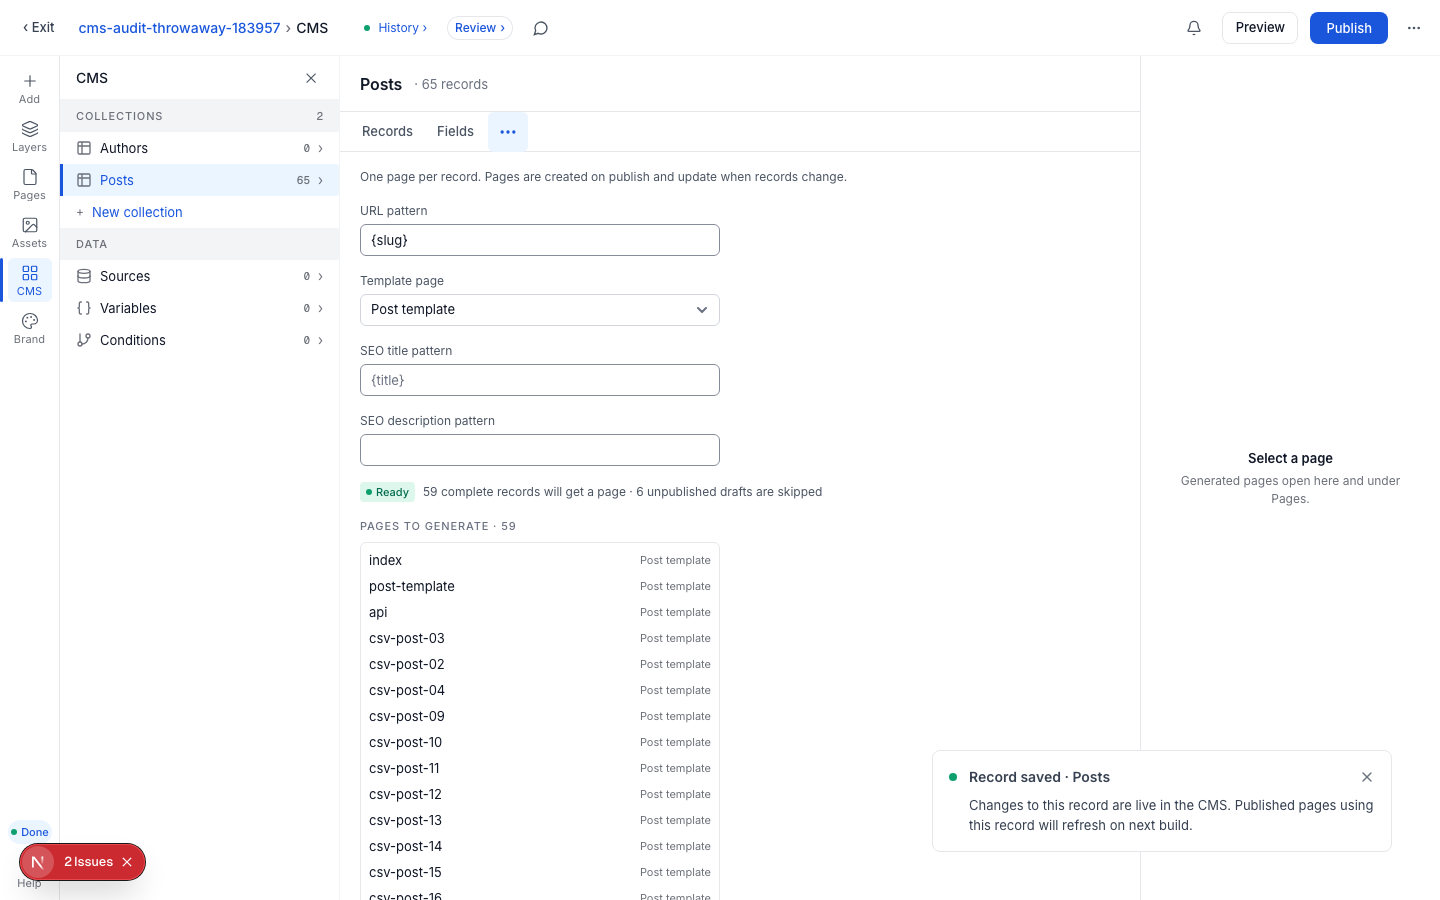 ‹ Exit
cms-audit-throwaway-183957 › CMS
History ›
Review ›
Preview
Publish
Add
Layers
Pages
Assets
CMS
Brand
Done
2 Issues
Help
CMS
COLLECTIONS 2
Authors 0 ›
Posts 65 ›
+ New collection
DATA
Sources 0 ›
Variables 0 ›
Conditions 0 ›
Posts · 65 records
Records Fields •••
One page per record. Pages are created on publish and update when records change.
URL pattern
{slug}
Template page
Post template
SEO title pattern
{title}
SEO description pattern
Ready 59 complete records will get a page · 6 unpublished drafts are skipped
PAGES TO GENERATE · 59
index Post template
post-template Post template
api Post template
csv-post-03 Post template
csv-post-02 Post template
csv-post-04 Post template
csv-post-09 Post template
csv-post-10 Post template
csv-post-11 Post template
csv-post-12 Post template
csv-post-13 Post template
csv-post-14 Post template
csv-post-15 Post template
csv-post-16 Post template
Select a page
Generated pages open here and under
Pages.
Record saved · Posts
Changes to this record are live in the CMS. Published pages using
this record will refresh on next build.